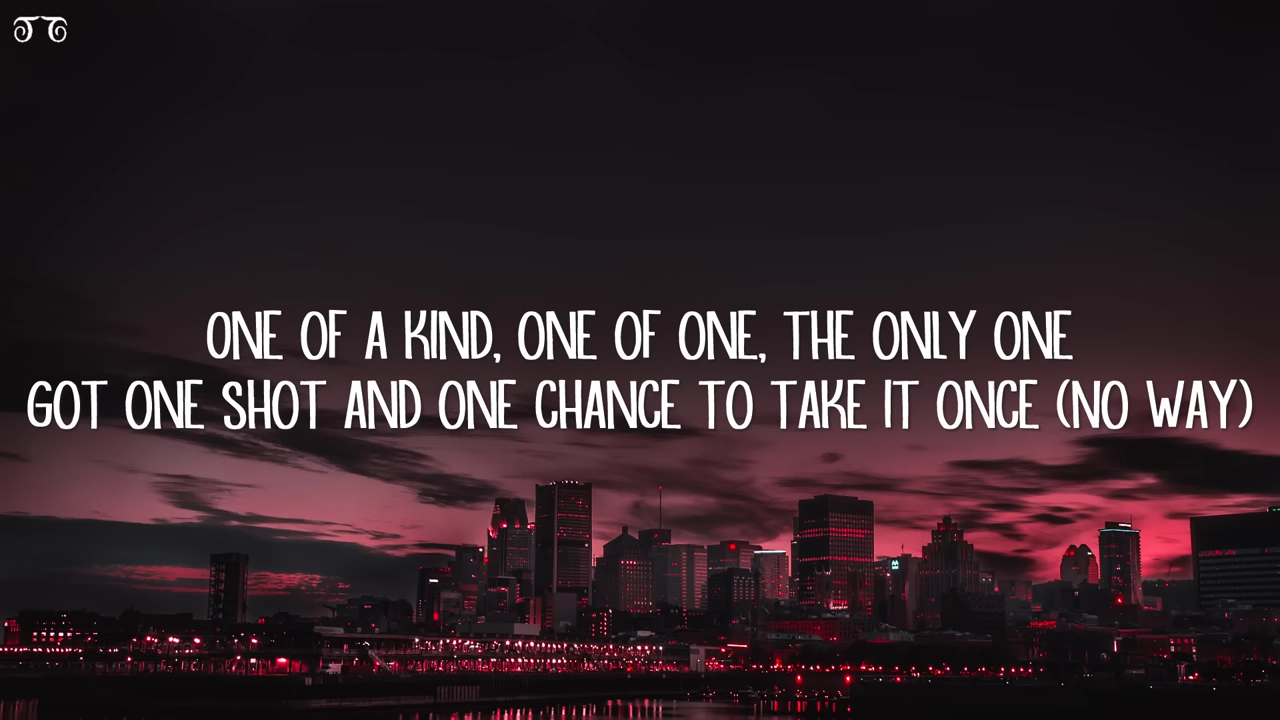 ONE OF A KIND, ONE OF ONE, THE ONLY ONE
GOT ONE SHOT AND ONE CHANCE TO TAKE IT ONCE (NO WAY)